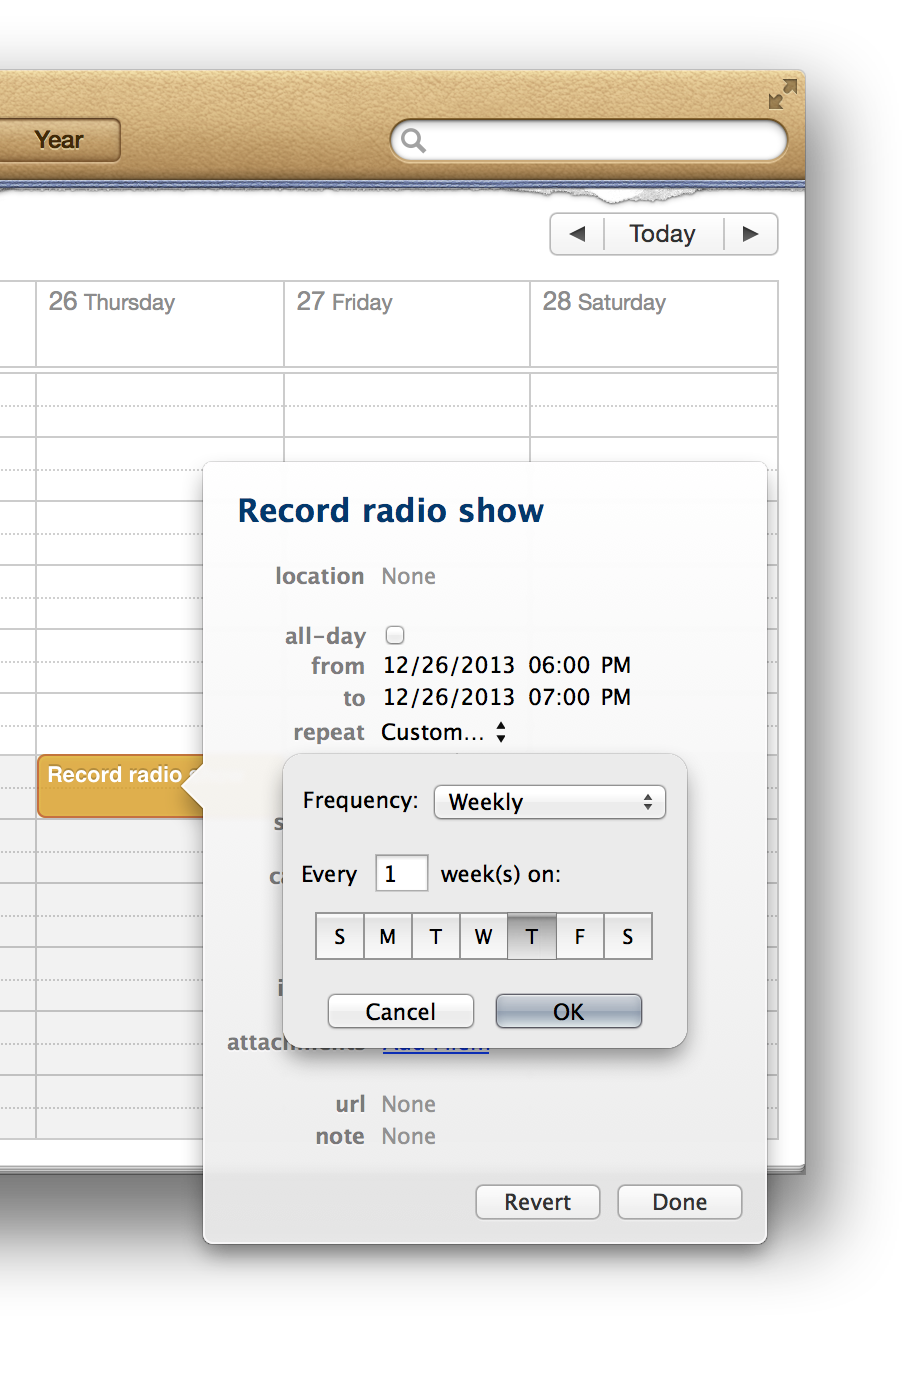 Year
Today
26 Thursday
27 Friday
28 Saturday
Record radio show
location None
all-day
from 12/26/2013 06:00 PM
to 12/26/2013 07:00 PM
repeat Custom...
Record radio
Frequency: Weekly
Every 1 week(s) on:
S M T W T F S
Cancel OK
url None
note None
Revert Done